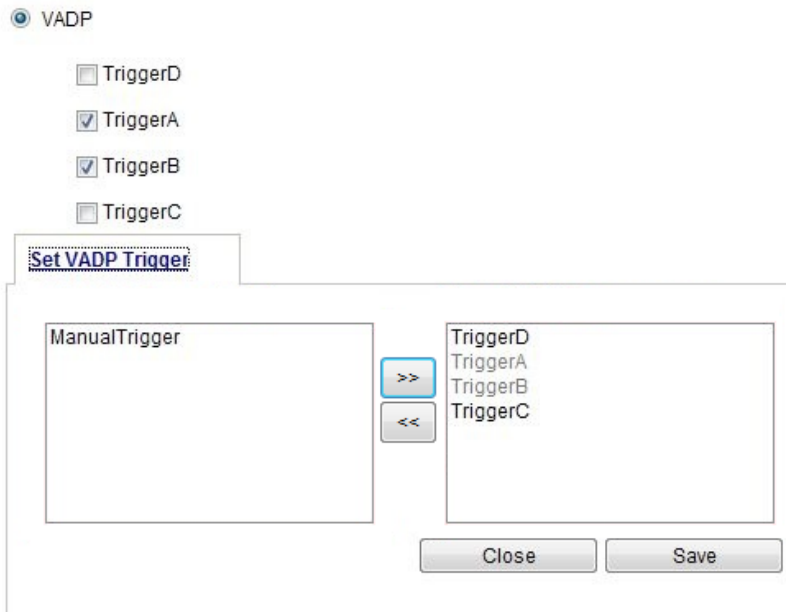 VADP
TriggerD
TriggerA
TriggerB
TriggerC
Set VADP Trigger
ManualTrigger
>>
<<
TriggerD
TriggerA
TriggerB
TriggerC
Close Save